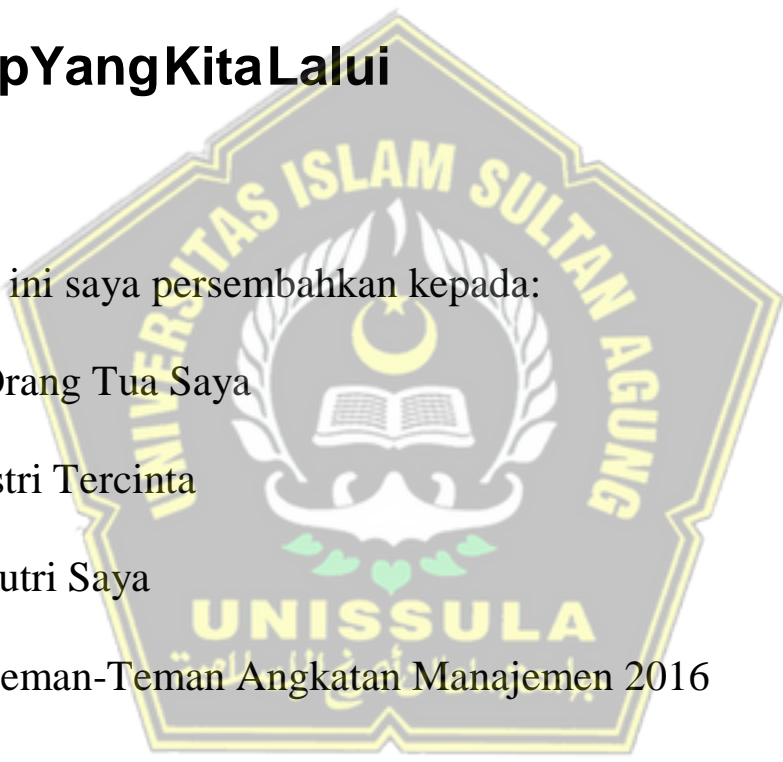 pYangKitaLalui
UNIVERSITAS ISLAM SULTAN AGUNG
ini saya persembahkan kepada:
Orang Tua Saya
stri Tercinta
utri Saya
eman-Teman Angkatan Manajemen 2016
UNISSULA